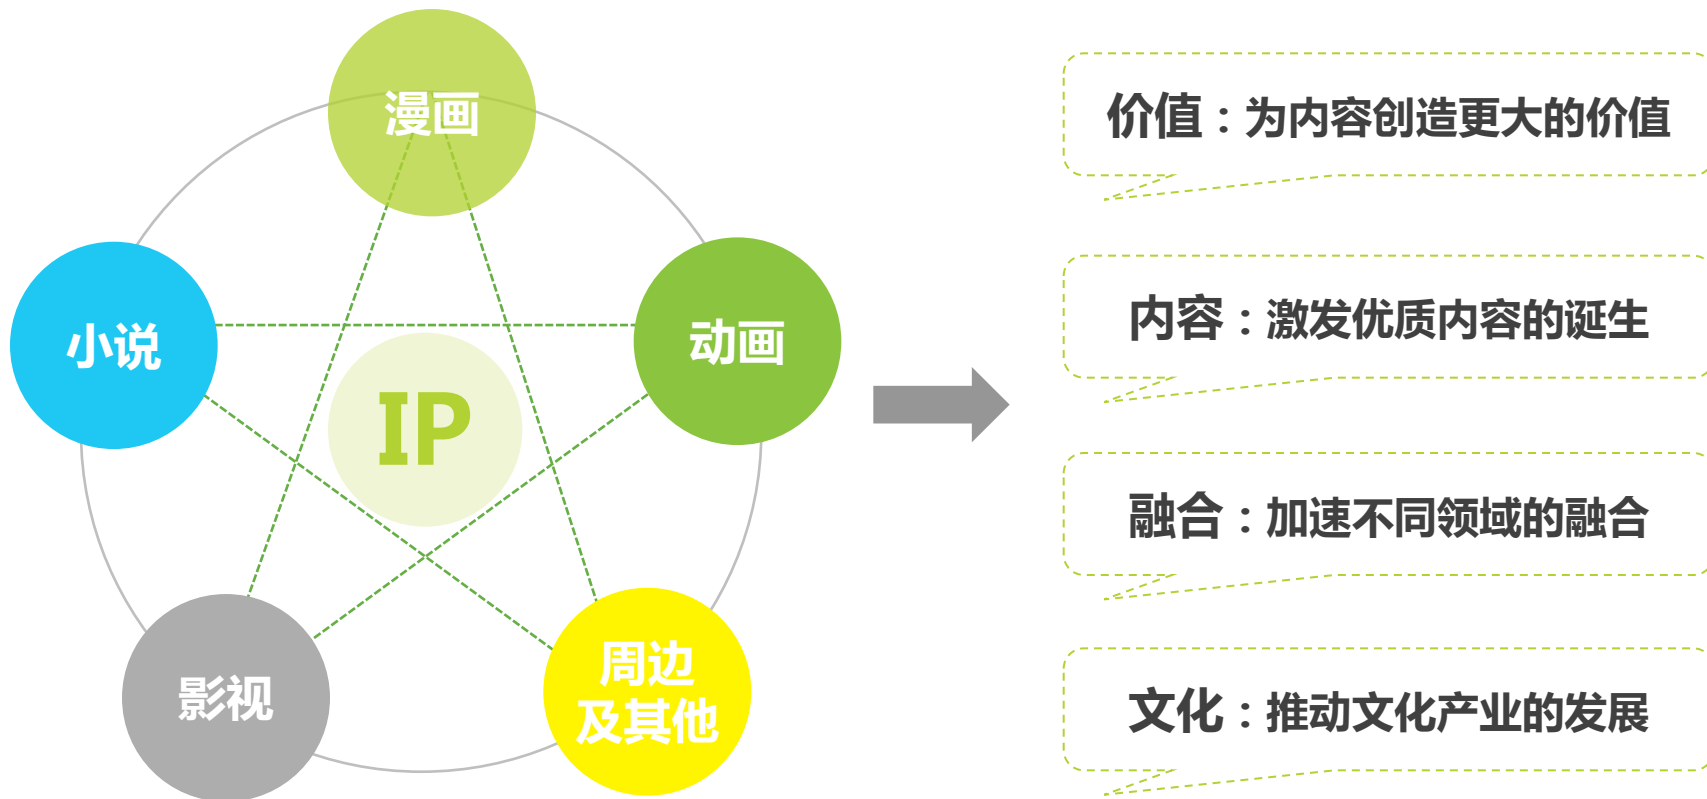 漫画
小说
动画
IP
影视
周边
及其他
价值：为内容创造更大的价值
内容：激发优质内容的诞生
融合：加速不同领域的融合
文化：推动文化产业的发展